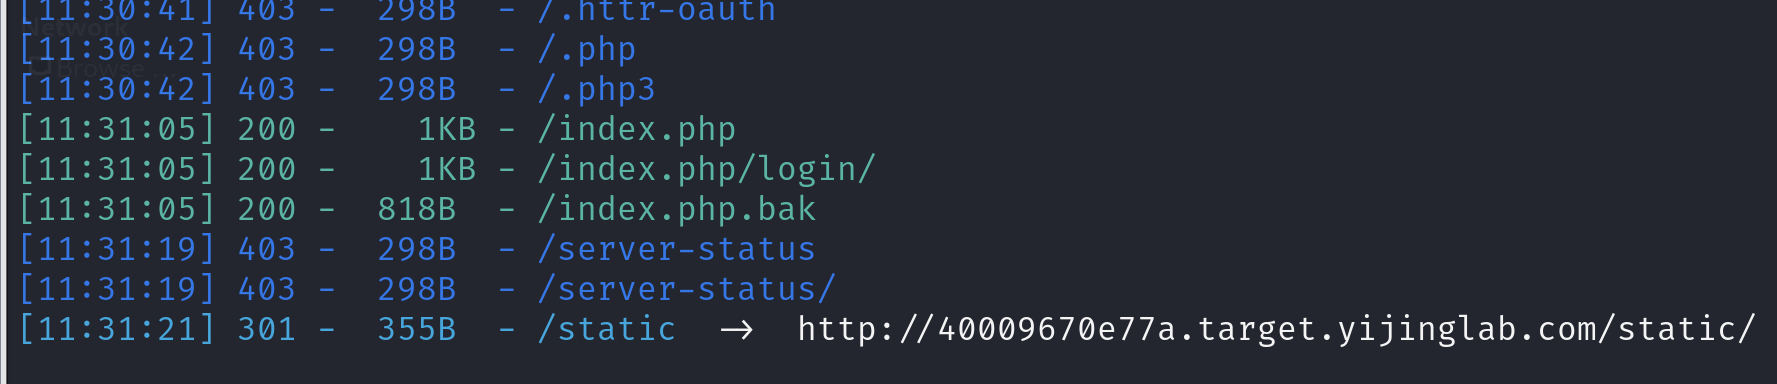 [11:30:41] 403 -   298B  - /.httr-oauth
Network
[11:30:42] 403 -   298B  - /.php
Browse ...
[11:30:42] 403 -   298B  - /.php3
[11:31:05] 200 -     1KB - /index.php
[11:31:05] 200 -     1KB - /index.php/login/
[11:31:05] 200 -   818B  - /index.php.bak
[11:31:19] 403 -   298B  - /server-status
[11:31:19] 403 -   298B  - /server-status/
[11:31:21] 301 -   355B  - /static  →  http://40009670e77a.target.yijinglab.com/static/